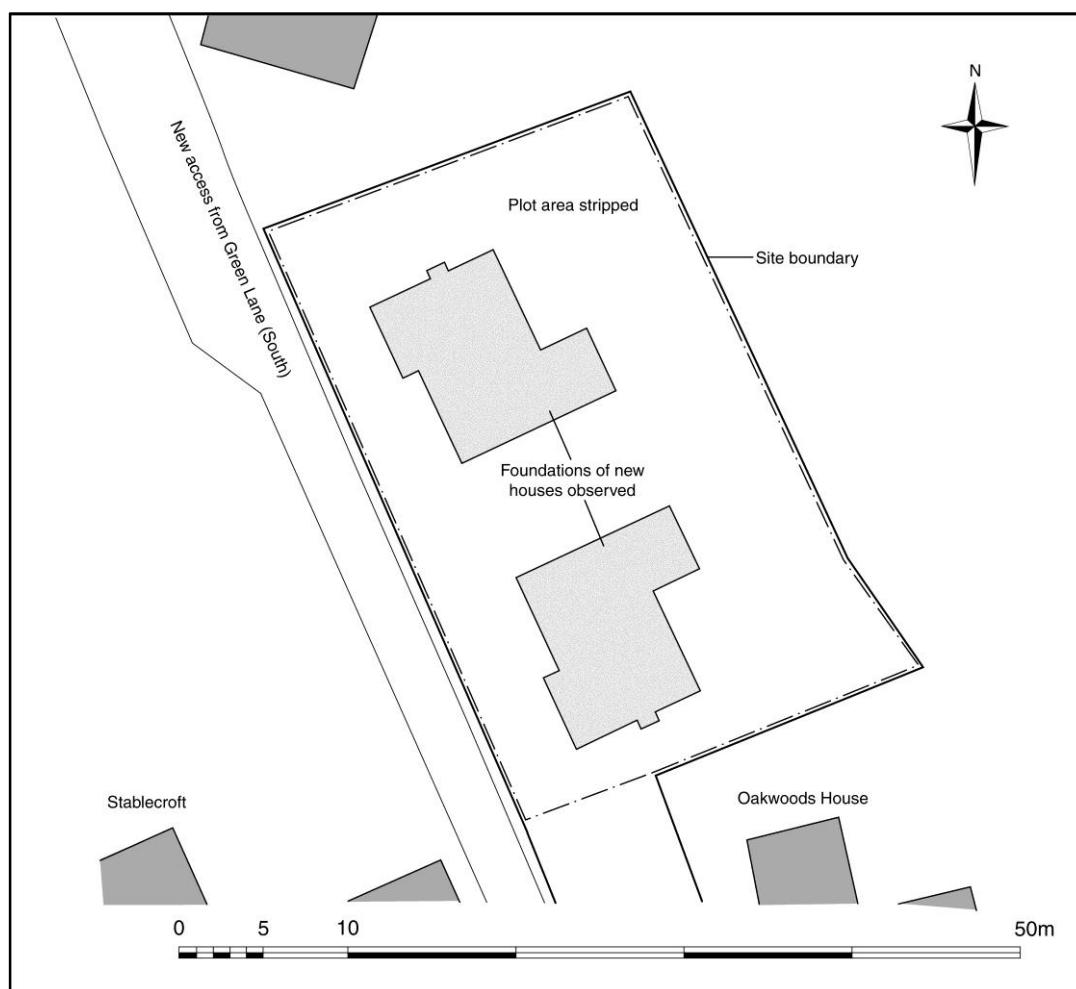 N
New access from Green Lane (South)
Plot area stripped
Site boundary
Foundations of new
houses observed
Stablecroft
Oakwoods House
0 5 10 50m